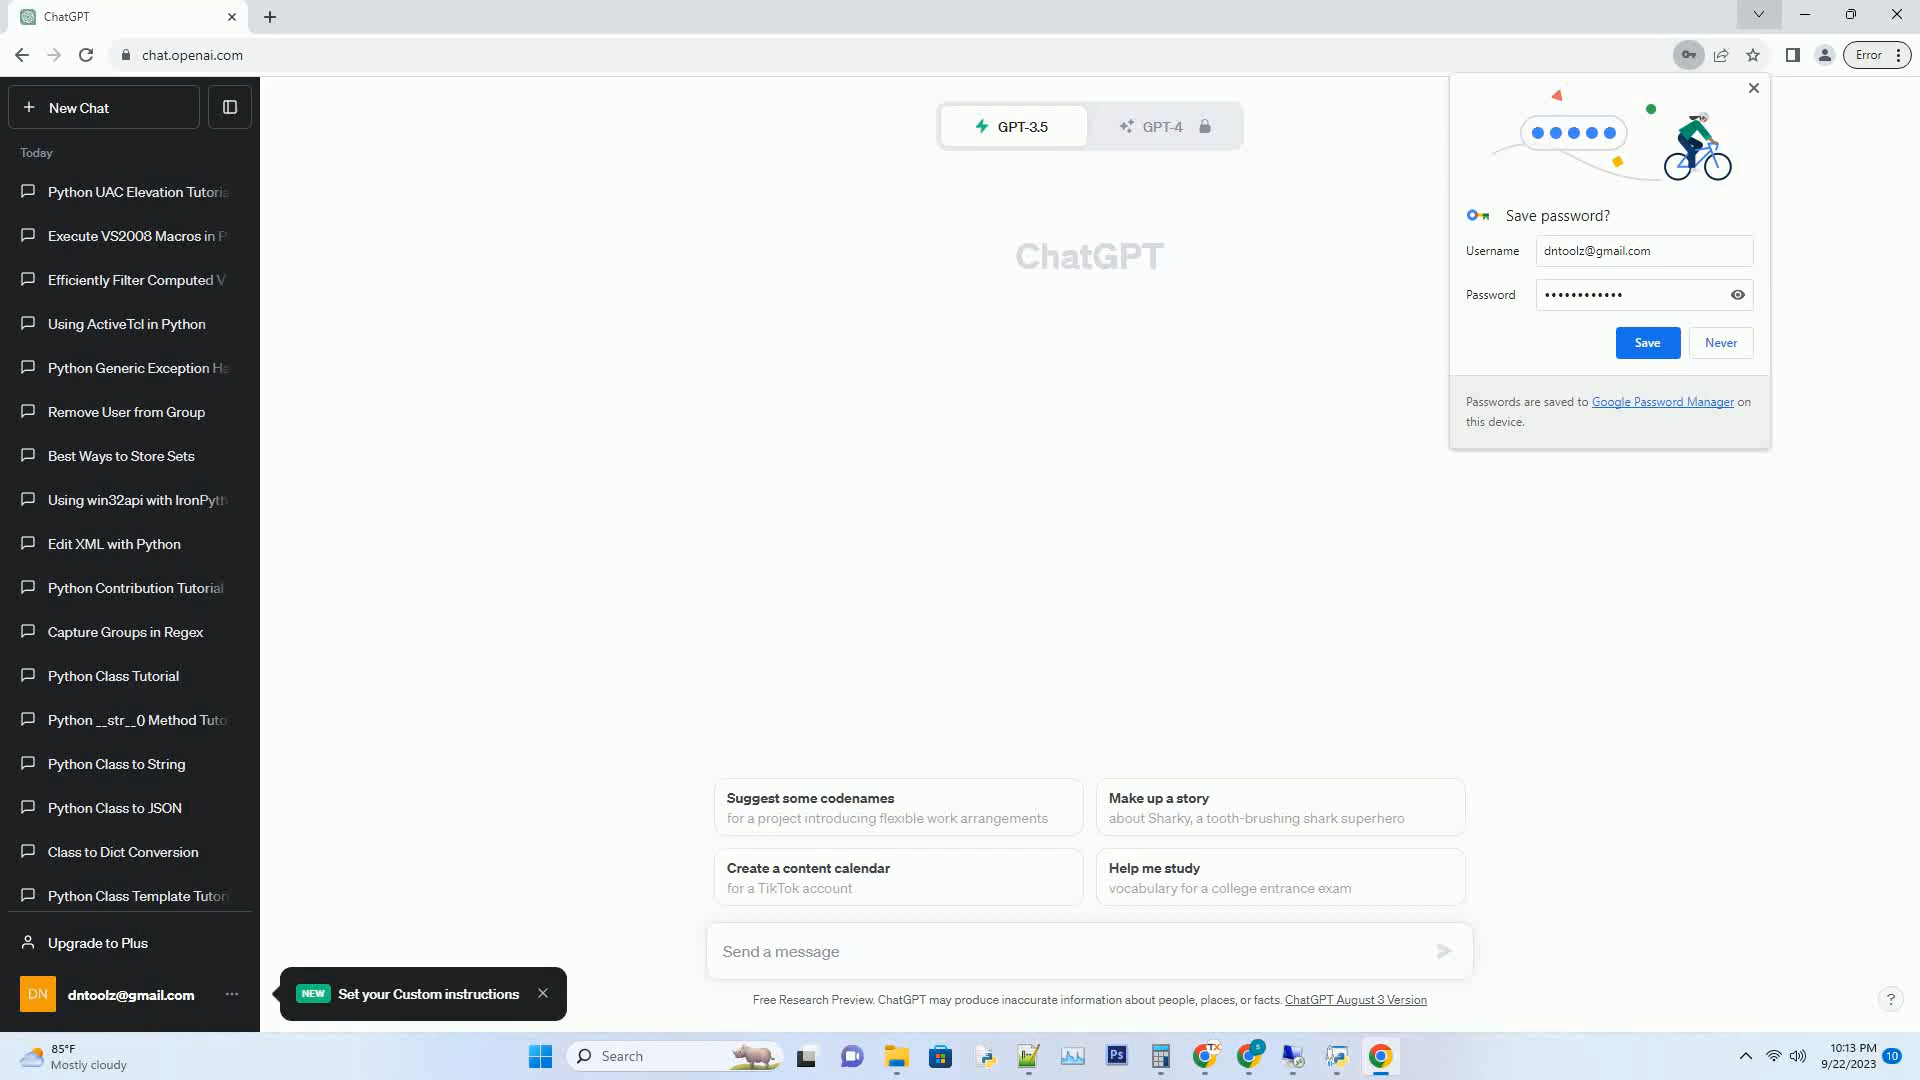 ChatGPT
chat.openai.com
Error
New Chat
Today
Python UAC Elevation Tutoria
Execute VS2008 Macros in P
Efficiently Filter Computed V
Using ActiveTcl in Python
Python Generic Exception Ha
Remove User from Group
Best Ways to Store Sets
Using win32api with IronPyth
Edit XML with Python
Python Contribution Tutorial
Capture Groups in Regex
Python Class Tutorial
Python __str__() Method Tuto
Python Class to String
Python Class to JSON
Class to Dict Conversion
Python Class Template Tutor
Upgrade to Plus
DN
dntoolz@gmail.com
NEW Set your Custom instructions
GPT-3.5
GPT-4
ChatGPT
Save password?
Username
dntoolz@gmail.com
Password
••••••••••••
Save
Never
Passwords are saved to Google Password Manager on
this device.
Suggest some codenames
for a project introducing flexible work arrangements
Make up a story
about Sharky, a tooth-brushing shark superhero
Create a content calendar
for a TikTok account
Help me study
vocabulary for a college entrance exam
Send a message
Free Research Preview. ChatGPT may produce inaccurate information about people, places, or facts. ChatGPT August 3 Version
?
85°F
Mostly cloudy
Search
Ps
TX
S
10:13 PM
9/22/2023
10